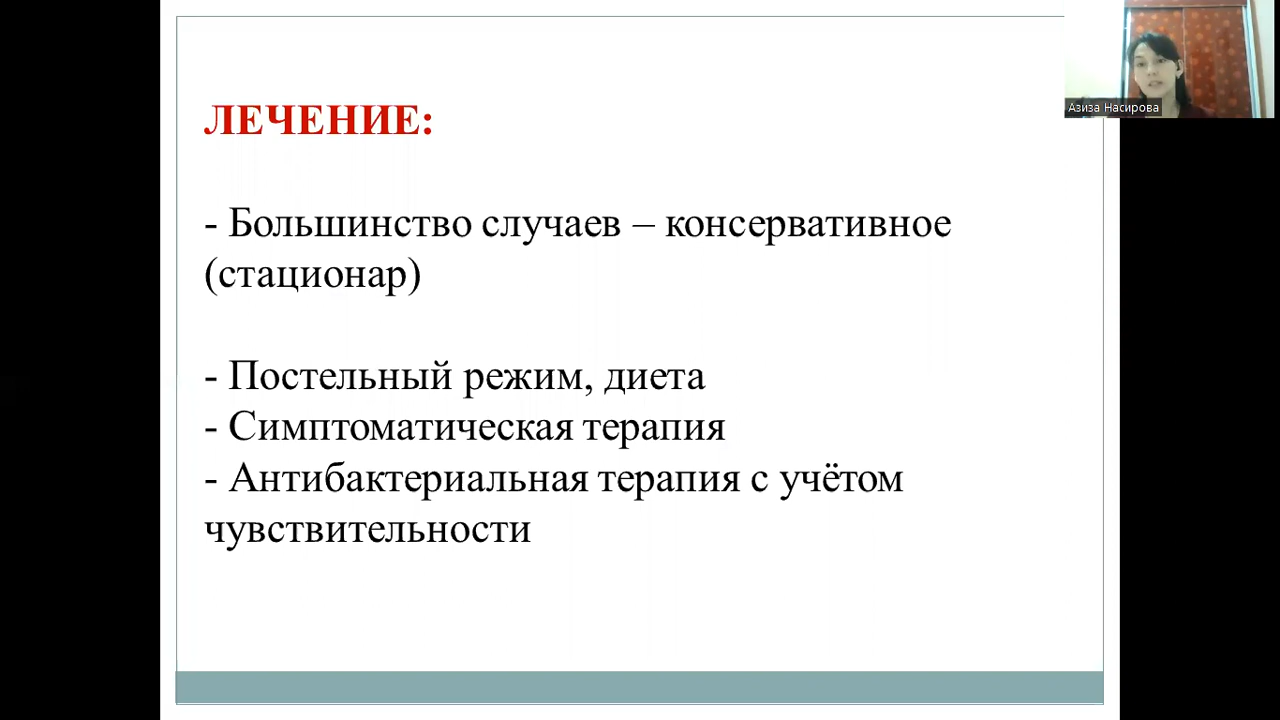 ЛЕЧЕНИЕ:
- Большинство случаев – консервативное
(стационар)
- Постельный режим, диета
- Симптоматическая терапия
- Антибактериальная терапия с учётом
чувствительности
Азиза Насирова